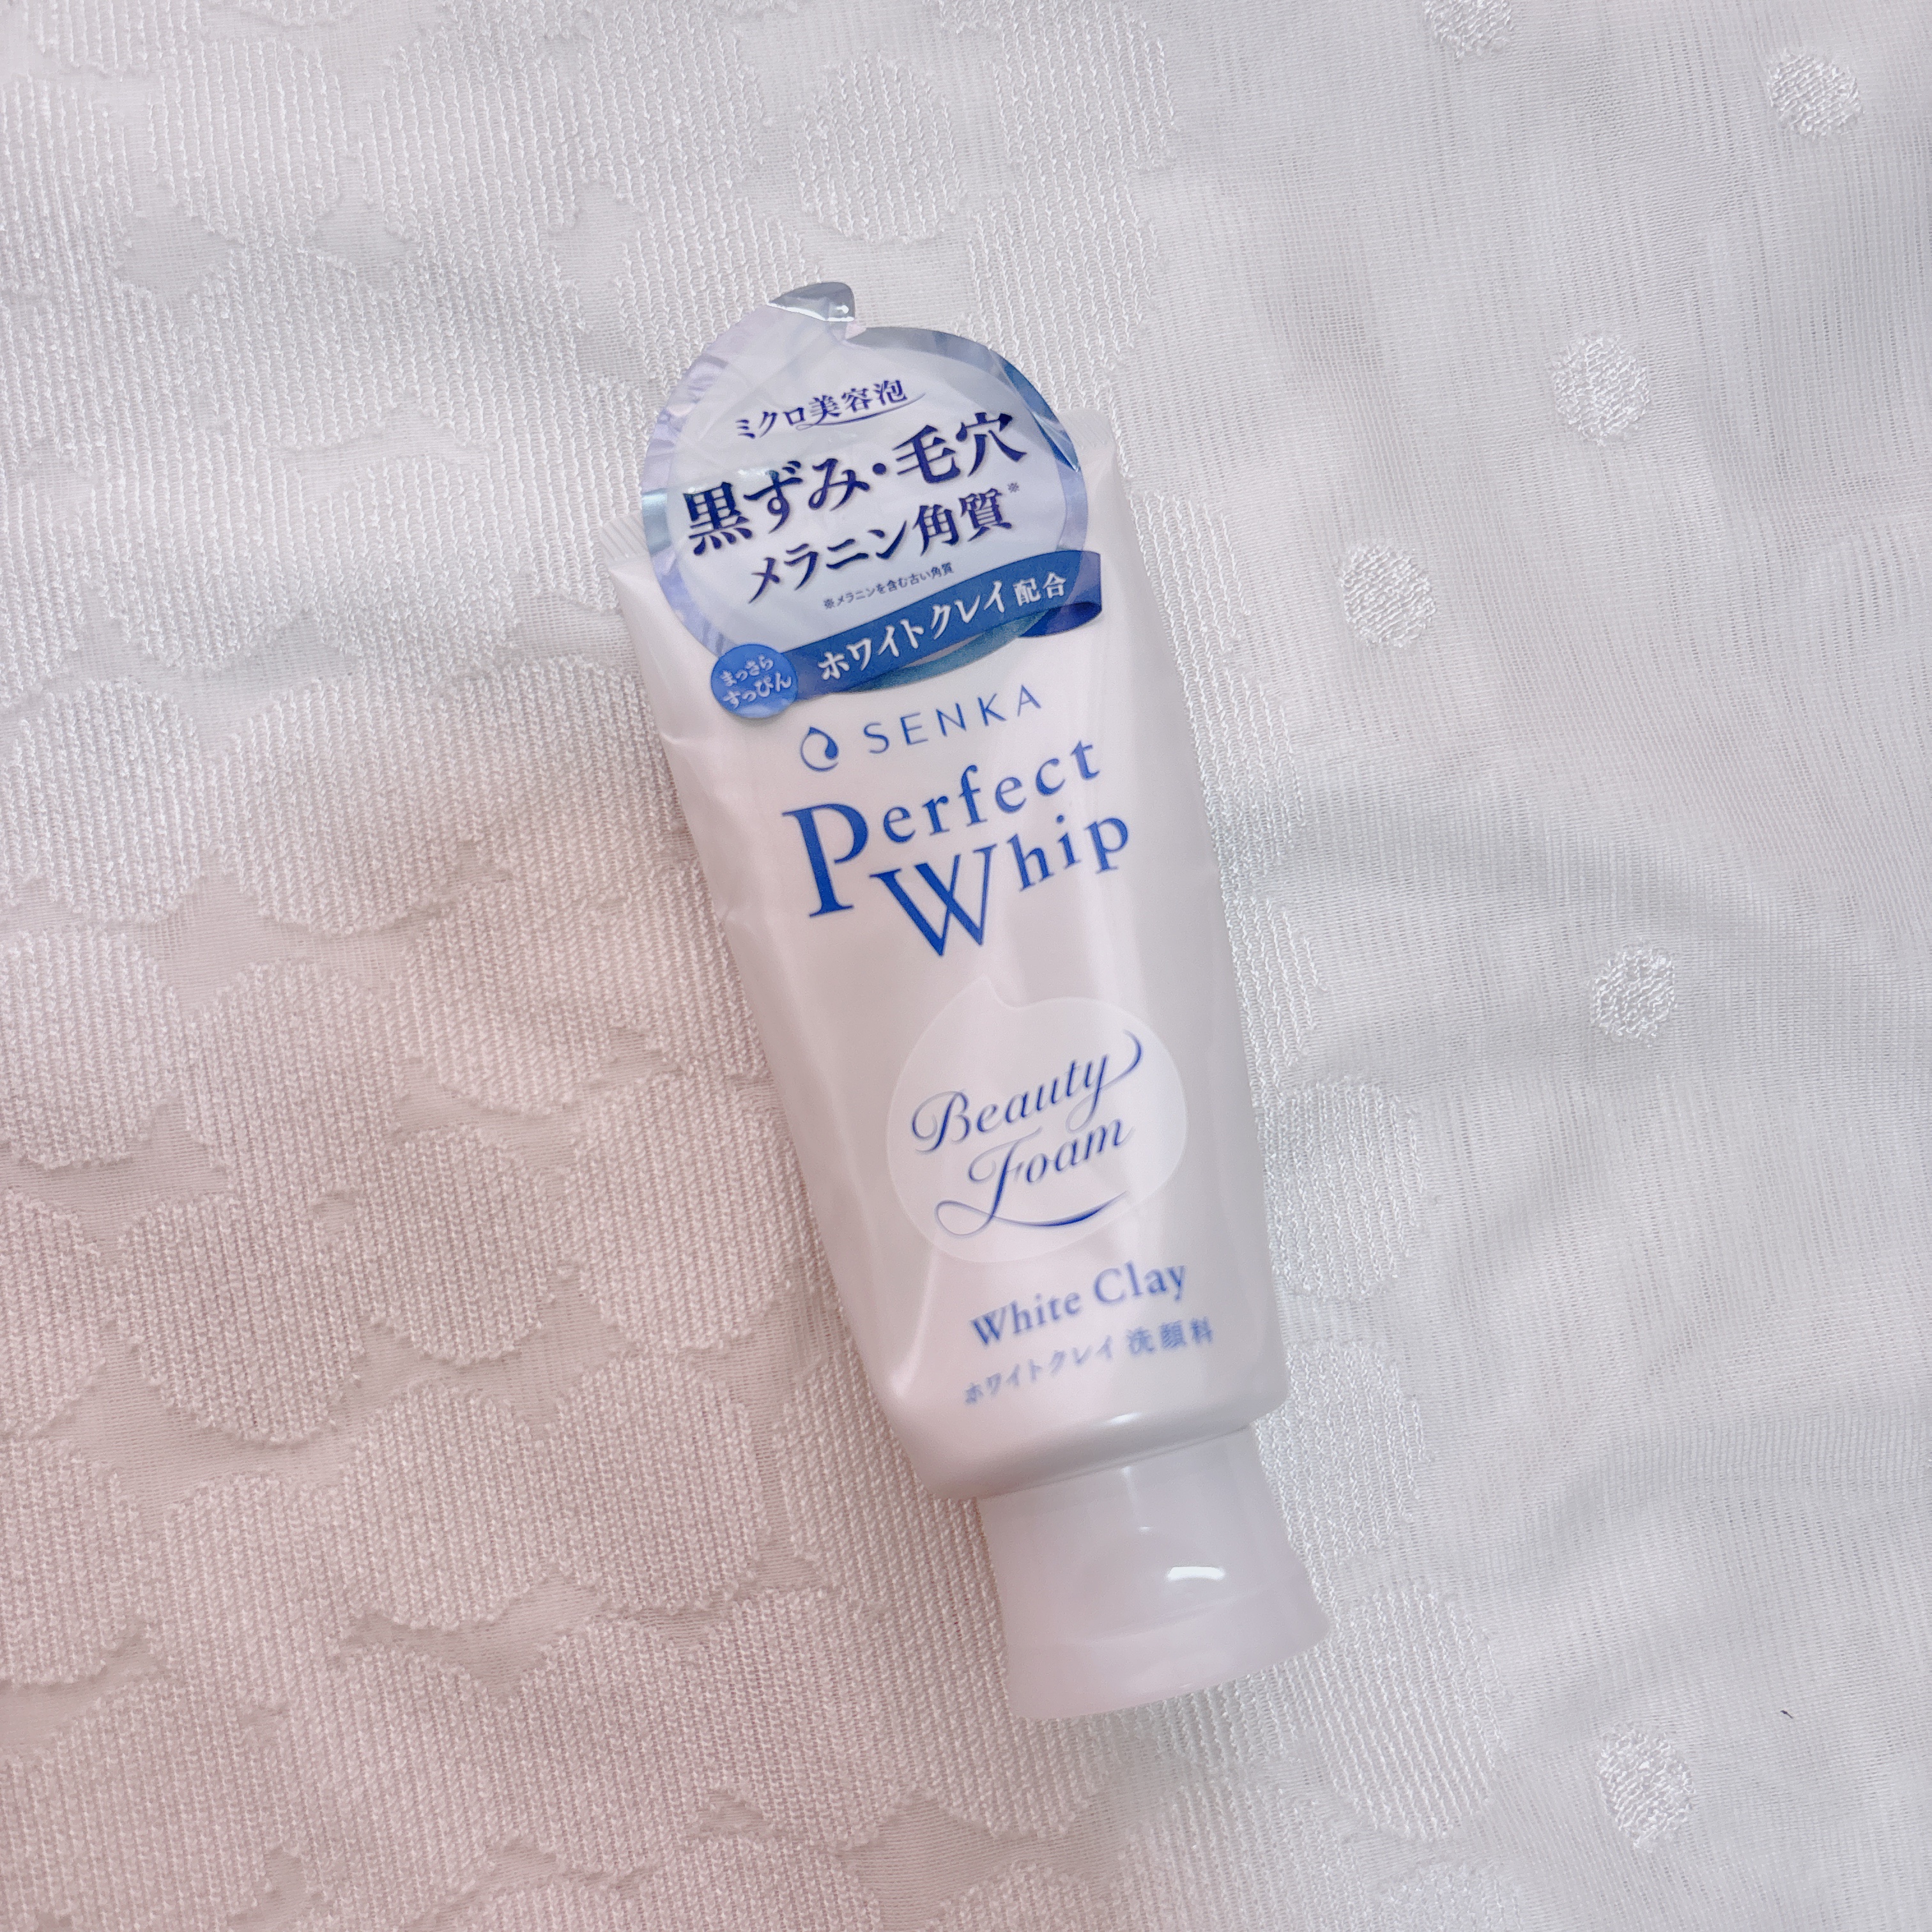 ミクロ美容泡
黒ずみ・毛穴
メラニン角質※
※メラニンを含む古い角質
ホワイトクレイ配合
まっさら
すっぴん
SENKA
Perfect
Whip
Beauty
Foam
White Clay
ホワイトクレイ 洗顔料